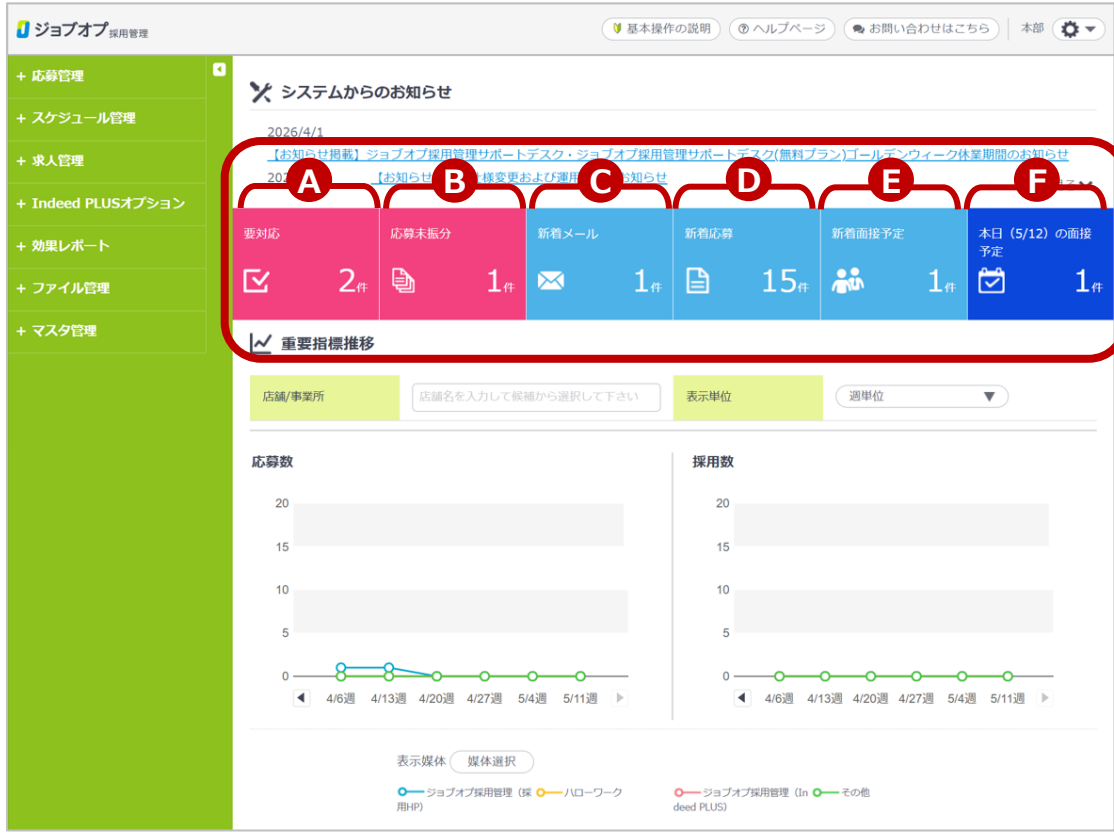 ジョブオプ採用管理
基本操作の説明
ヘルプページ
お問い合わせはこちら
本部
+ 応募管理
+ スケジュール管理
+ 求人管理
+ Indeed PLUSオプション
+ 効果レポート
+ ファイル管理
+ マスタ管理
システムからのお知らせ
2026/4/1
【お知らせ掲載】ジョブオプ採用管理サポートデスク・ジョブオプ採用管理サポートデスク(無料プラン)ゴールデンウィーク休業期間のお知らせ
【お知らせ 様変更および運用 お知らせ
A
B
C
D
E
F
要対応
2件
応募未振分
1件
新着メール
1件
新着応募
15件
新着面接予定
1件
本日（5/12）の面接
予定
1件
重要指標推移
店舗/事業所
店舗名を入力して候補から選択して下さい
表示単位
週単位
応募数
20
15
10
5
0
4/6週 4/13週 4/20週 4/27週 5/4週 5/11週
採用数
20
15
10
5
0
4/6週 4/13週 4/20週 4/27週 5/4週 5/11週
表示媒体
媒体選択
ジョブオプ採用管理（採
用HP）
ハローワーク
ジョブオプ採用管理（In
deed PLUS）
その他